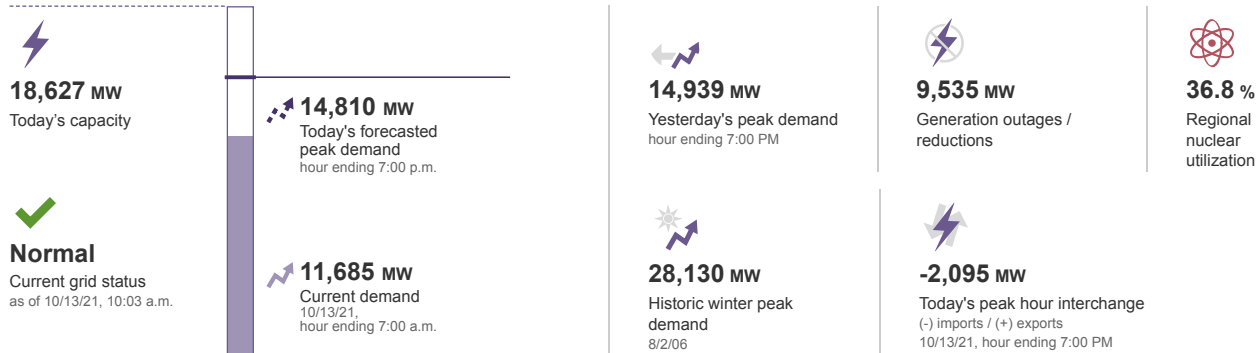 18,627 MW
Today's capacity
Normal
Current grid status
as of 10/13/21, 10:03 a.m.
14,810 MW
Today's forecasted
peak demand
hour ending 7:00 p.m.
11,685 MW
Current demand
10/13/21,
hour ending 7:00 a.m.
14,939 MW
Yesterday's peak demand
hour ending 7:00 PM
9,535 MW
Generation outages /
reductions
36.8 %
Regional
nuclear
utilization
28,130 MW
Historic winter peak
demand
8/2/06
-2,095 MW
Today's peak hour interchange
(-) imports / (+) exports
10/13/21, hour ending 7:00 PM